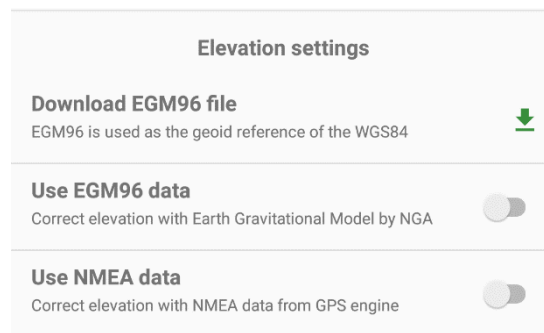 Elevation settings
Download EGM96 file
EGM96 is used as the geoid reference of the WGS84
Use EGM96 data
Correct elevation with Earth Gravitational Model by NGA
Use NMEA data
Correct elevation with NMEA data from GPS engine